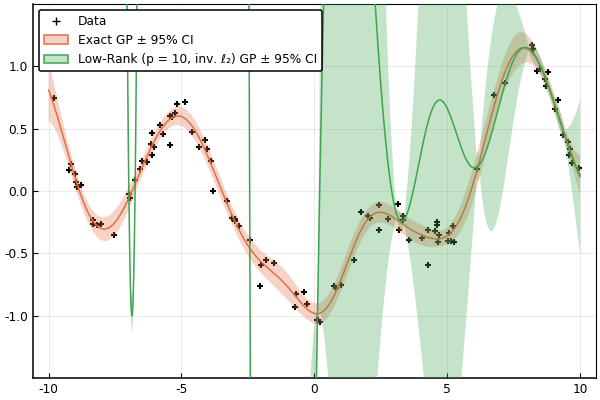 Data
Exact GP ± 95% CI
Low-Rank (p = 10, inv. ℓ₂) GP ± 95% CI
1.0
0.5
0.0
-0.5
-1.0
-10 -5 0 5 10